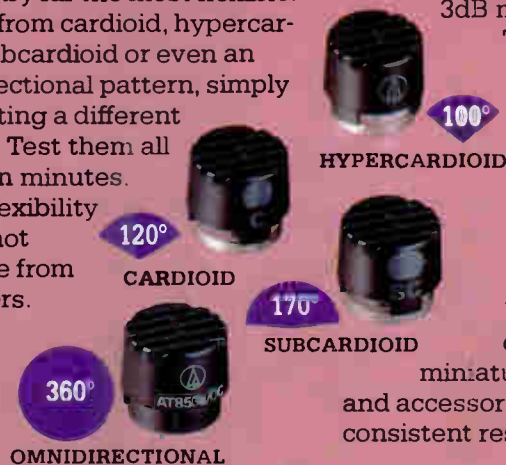 from cardioid, hypercar-
bcardioid or even an
ectional pattern, simply
ting a different
Test them all
n minutes.
exibility
not
e from
rs.
3dB
100°
HYPERCARDIOID
120°
CARDIOID
170°
SUBCARDIOID
360°
OMNIDIRECTIONAL
and accessor
consistent res